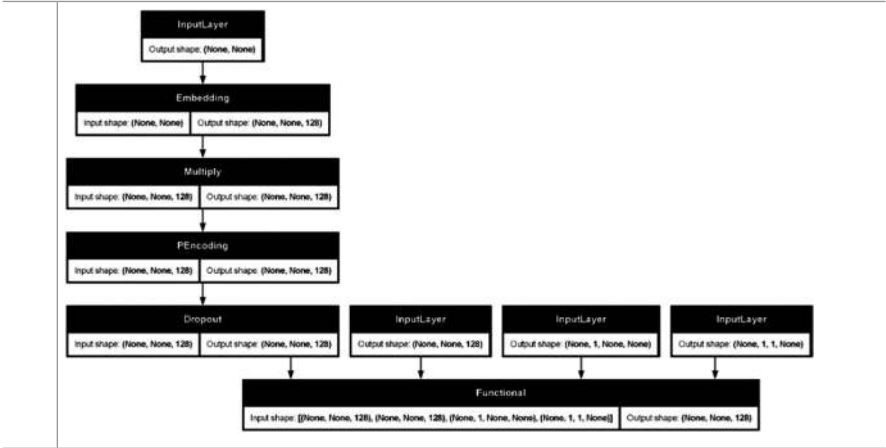 InputLayer
Output shape: (None, None)
Embedding
Input shape: (None, None) Output shape: (None, None, 128)
Multiply
Input shape: (None, None, 128) Output shape: (None, None, 128)
PEncoding
Input shape: (None, None, 128) Output shape: (None, None, 128)
Dropout InputLayer InputLayer InputLayer
Input shape: (None, None, 128) Output shape: (None, None, 128) Output shape: (None, None, 128) Output shape: (None, 1, None, None) Output shape: (None, 1, 1, None)
Functional
Input shape: [(None, None, 128), (None, None, 128), (None, 1, None, None), (None, 1, 1, None)] Output shape: (None, None, 128)